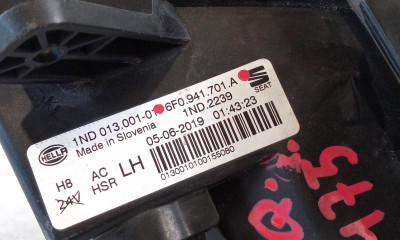 1ND 013.001-01 6F0.941.701.A
Made in Slovenia 1ND.2239
SEAT
HELLA
05-06-2019 01:43:23
H8 AC LH
24V HSR
0130010100155060